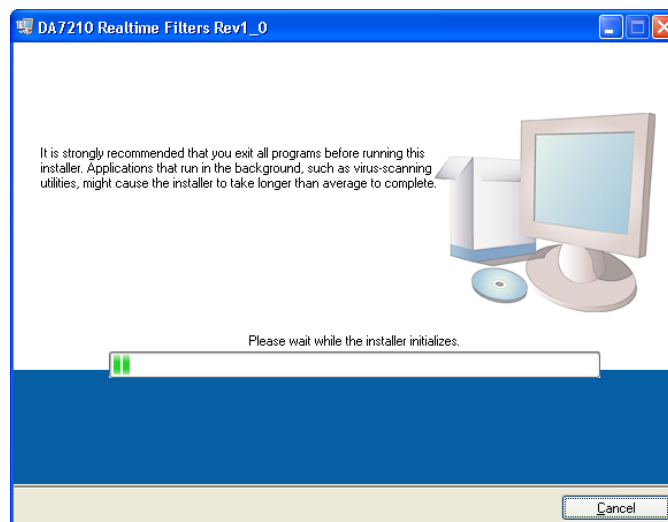 DA7210 Realtime Filters Rev1_0
It is strongly recommended that you exit all programs before running this
installer. Applications that run in the background, such as virus-scanning
utilities, might cause the installer to take longer than average to complete.
Please wait while the installer initializes.
Cancel